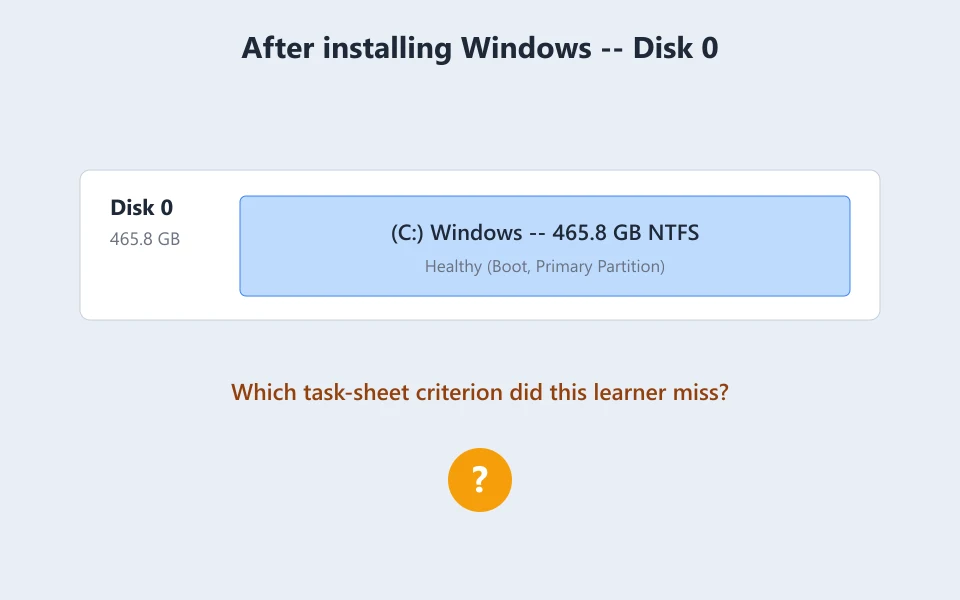 After installing Windows -- Disk 0
Disk 0
465.8 GB
(C:) Windows -- 465.8 GB NTFS
Healthy (Boot, Primary Partition)
Which task-sheet criterion did this learner miss?
?